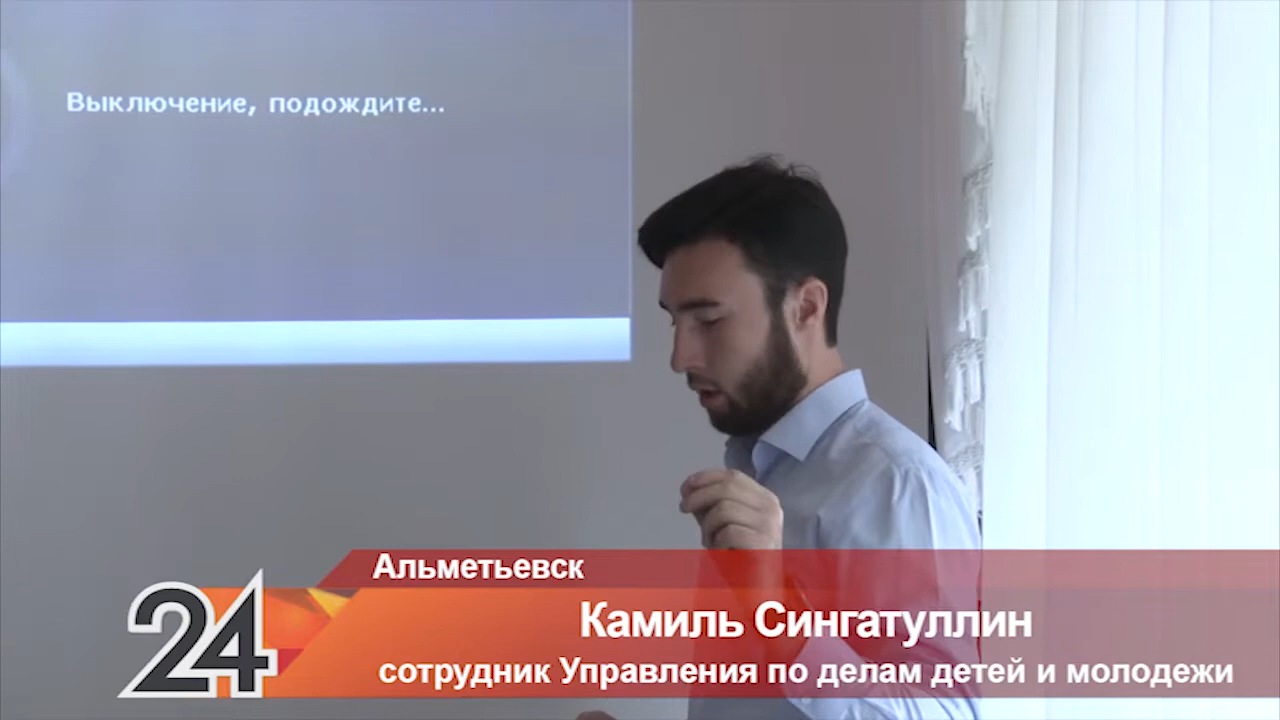 Выключение, подождите...
Альметьевск
Камиль Сингатуллин
24
сотрудник Управления по делам детей и молодежи